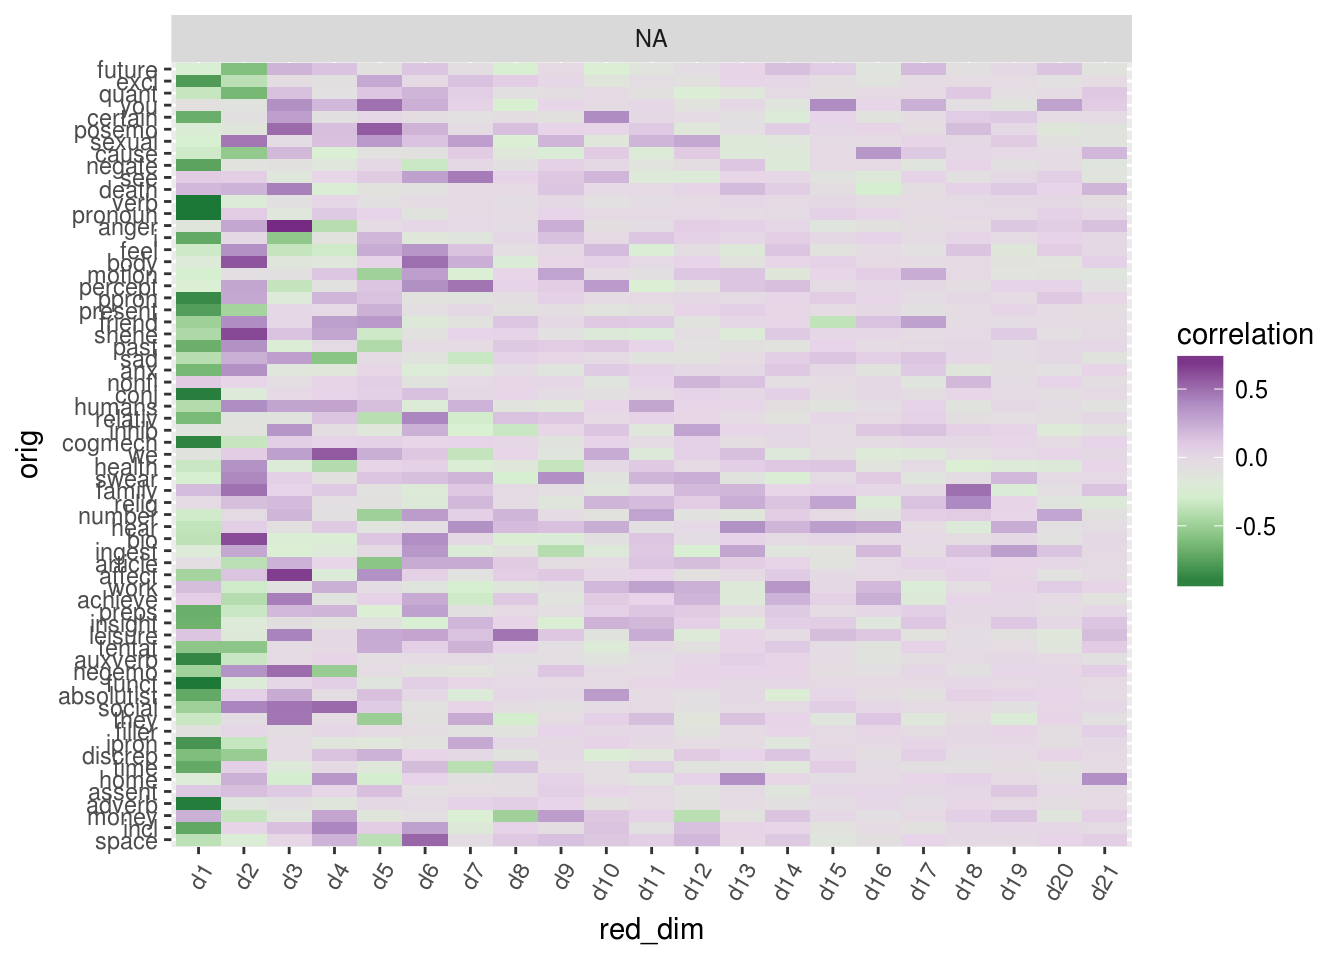 NA
future
excl
quant
you
certain
posemo
sexual
cause
negate
see
death
verb
pronoun
anger
i
feel
body
motion
percept
ppron
present
friend
shehe
past
sad
anx
nonfl
conj
humans
relativ
inhib
cogmech
we
health
swear
family
relig
number
hear
bio
ingest
article
affect
work
achieve
preps
insight
leisure
tentat
auxverb
negemo
funct
absolutist
social
they
filler
ipron
discrep
time
home
assent
adverb
money
incl
space
orig
d1 d2 d3 d4 d5 d6 d7 d8 d9 d10 d11 d12 d13 d14 d15 d16 d17 d18 d19 d20 d21
red_dim
correlation
0.5
0.0
-0.5